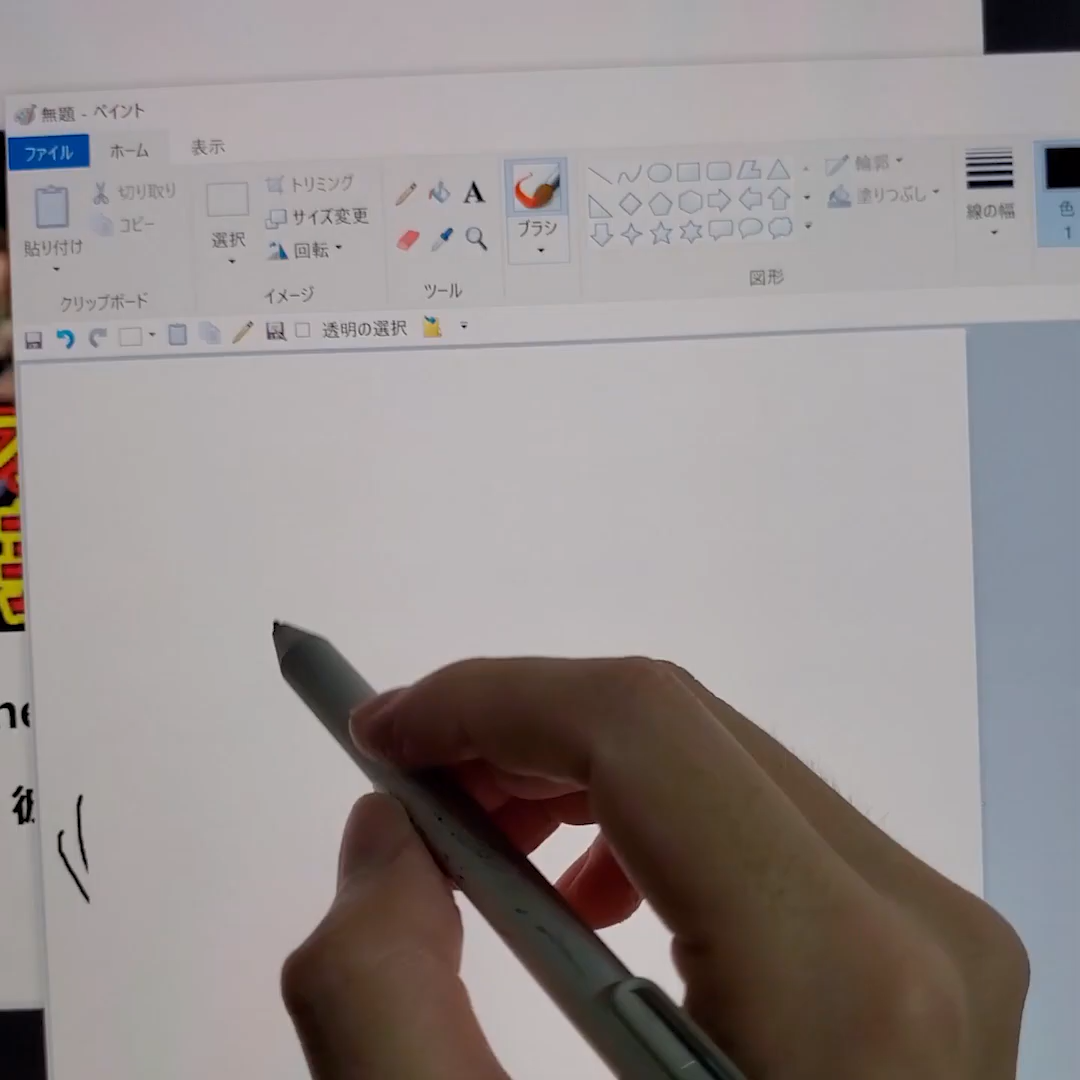 無題 - ペイント
ファイル ホーム 表示
貼り付け
切り取り
コピー
クリップボード
選択
トリミング
サイズ変更
回転
イメージ
A
ツール
ブラシ
輪郭
塗りつぶし
図形
線の幅
色
1
透明の選択